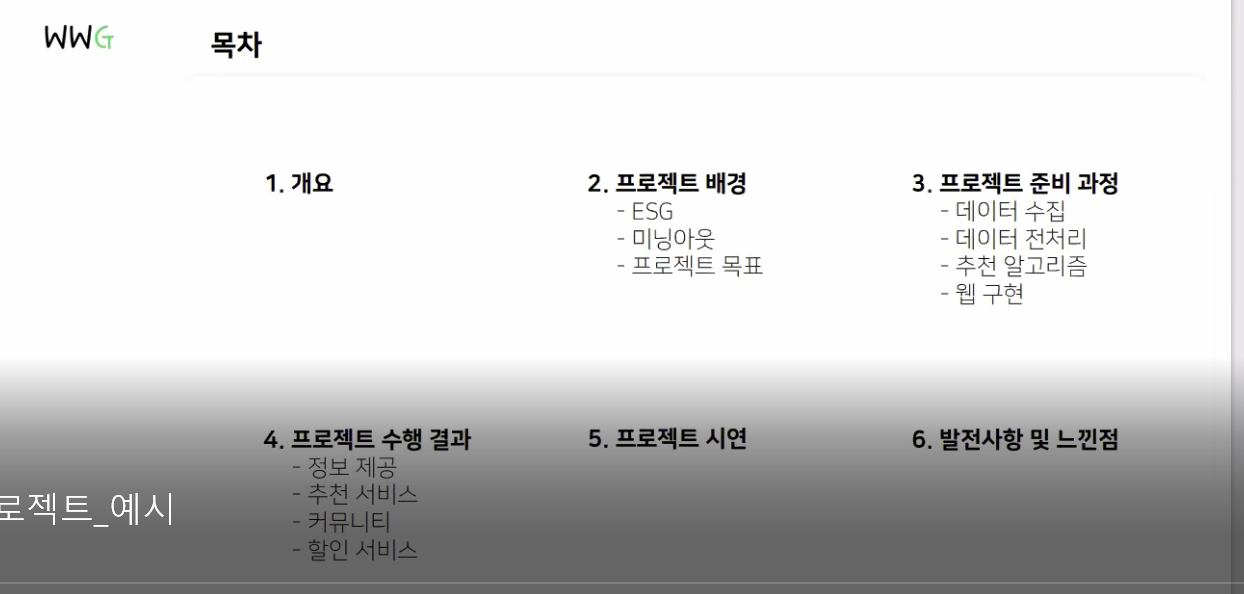 WWG
목차
1. 개요
2. 프로젝트 배경
- ESG
- 미닝아웃
- 프로젝트 목표
3. 프로젝트 준비 과정
- 데이터 수집
- 데이터 전처리
- 추천 알고리즘
- 웹 구현
4. 프로젝트 수행 결과
- 정보 제공
- 추천 서비스
- 커뮤니티
- 할인 서비스
5. 프로젝트 시연
6. 발전사항 및 느낀점
로젝트_예시